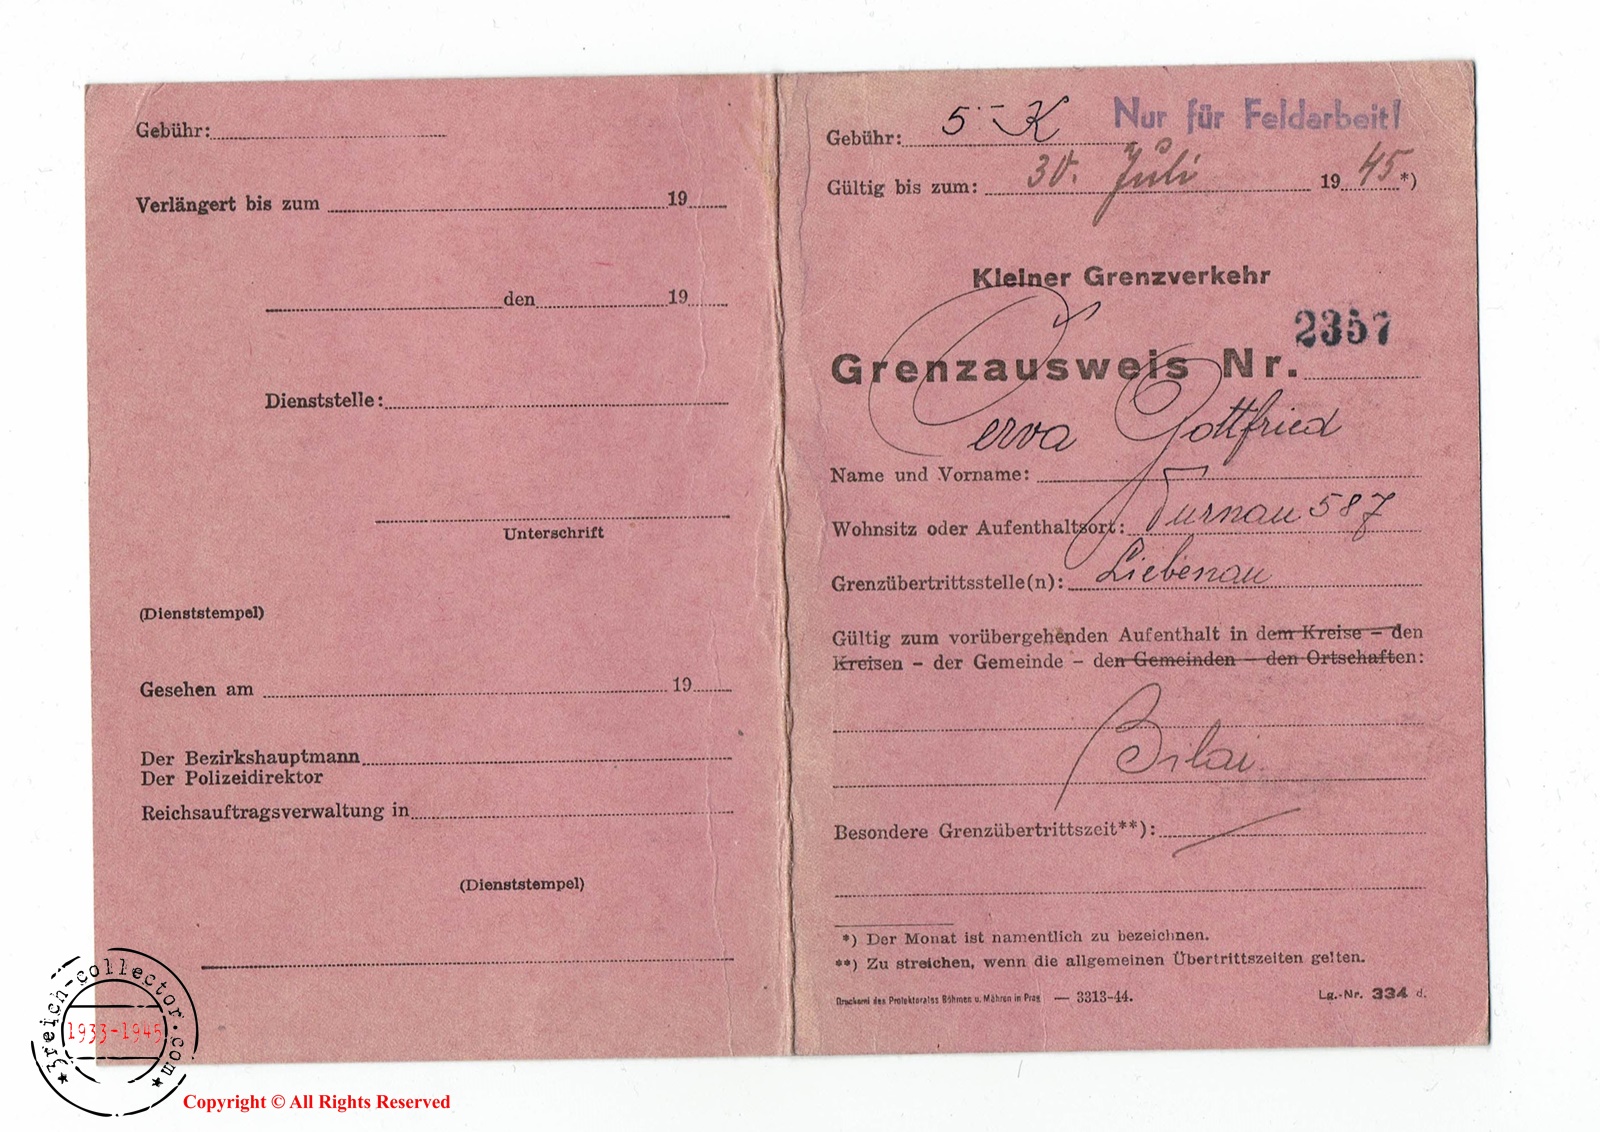 Gebühr:
Verlängert bis zum 19
den 19
Dienststelle:
Unterschrift
(Dienststempel)
Gesehen am 19
Der Bezirkshauptmann
Der Polizeidirektor
Reichsauftragsverwaltung in
(Dienststempel)
Nur für Feldarbeit!
Gebühr: 5 - K
Gültig bis zum: 30. Juli 1945 *)
Kleiner Grenzverkehr
Grenzausweis Nr. 2357
Cerva Gottfried
Name und Vorname:
Wohnsitz oder Aufenthaltsort: Turnau 587
Grenzübertrittsstelle(n): Liebenau
Gültig zum vorübergehenden Aufenthalt in dem Kreise – den
Kreisen – der Gemeinde – den Gemeinden – den Ortschaften:
Bilai
Besondere Grenzübertrittszeit**):
*) Der Monat ist namentlich zu bezeichnen.
**) Zu streichen, wenn die allgemeinen Übertrittszeiten gelten.
Druckerei des Protektorates Böhmen u. Mähren in Prag — 3313-44.
Lg.-Nr. 334 d.
3reich-collector.com
1933-1945
Copyright © All Rights Reserved